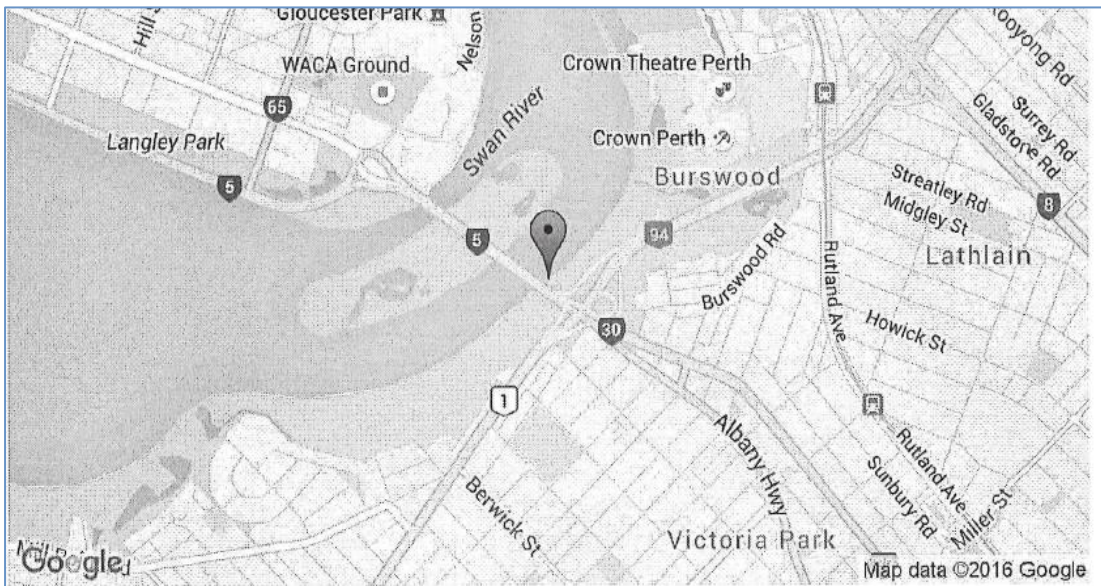 Gloucester Park
Hill S
Nelson
Kooyong Rd
WACA Ground
Crown Theatre Perth
65
Surrey Rd
Gladstone Rd
Swan River
Crown Perth
Langley Park
5
Burswood
Streatley Rd
8
Midgley St
5
94
Lathlain
Burswood Rd
Rutland Ave
30
Howick St
1
Albany Hwy
Rutland Ave
Sunbury Rd
Miller St
Berwick St
Victoria Park
Google
Map data ©2016 Google